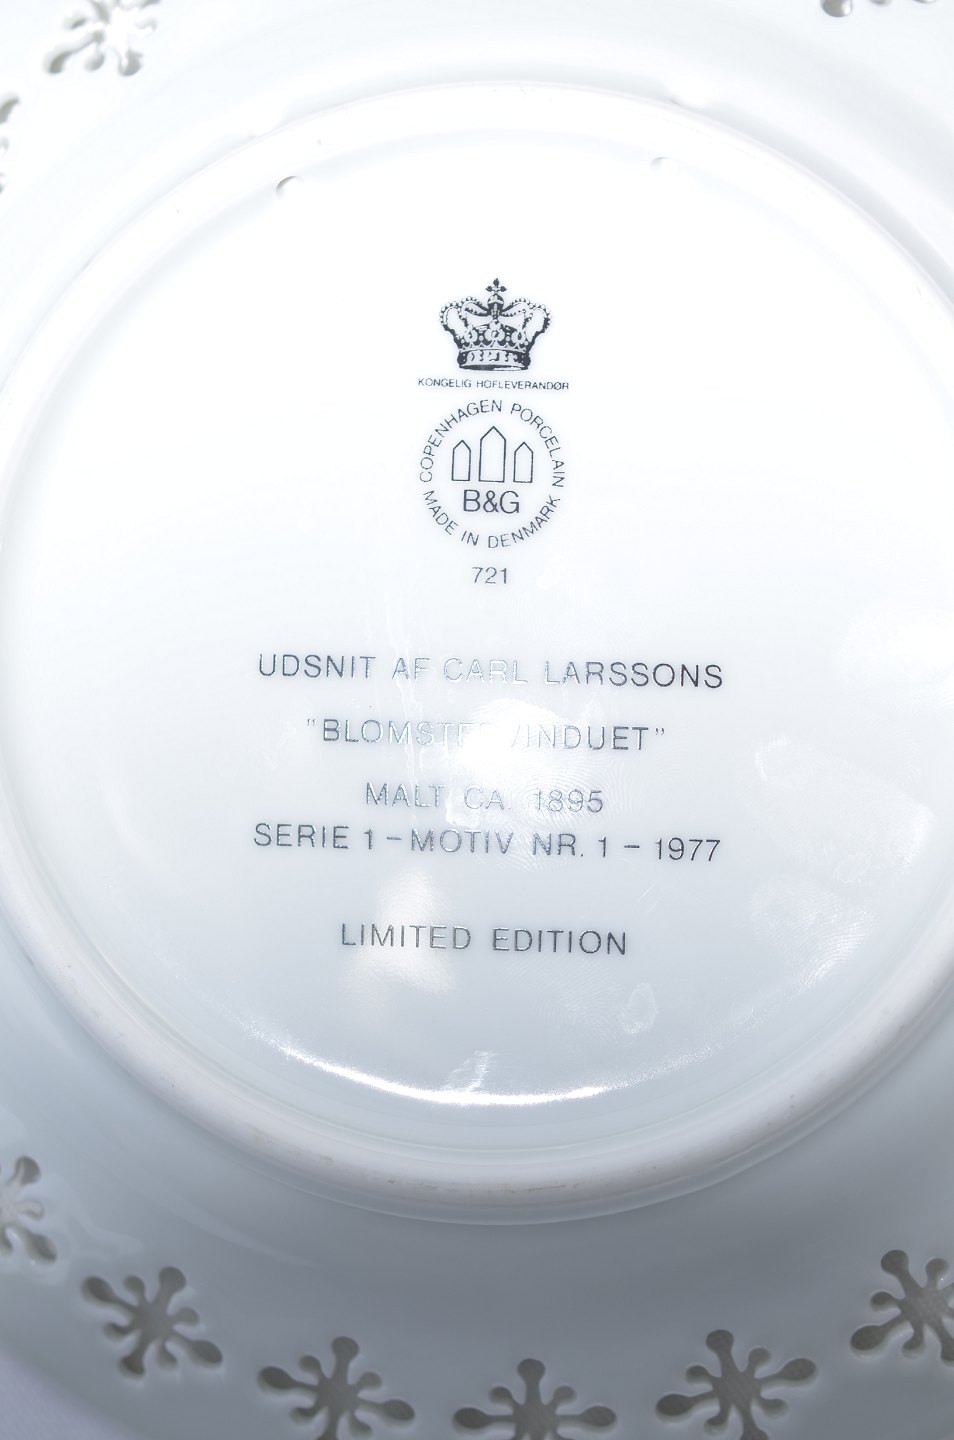 KONGELIG HOFLEVERANDØR
COPENHAGEN PORCELAIN
B&G
MADE IN DENMARK
721
UDSNIT AF CARL LARSSONS
"BLOMSTERVINDUET"
MALT CA. 1895
SERIE 1 – MOTIV NR. 1 – 1977
LIMITED EDITION